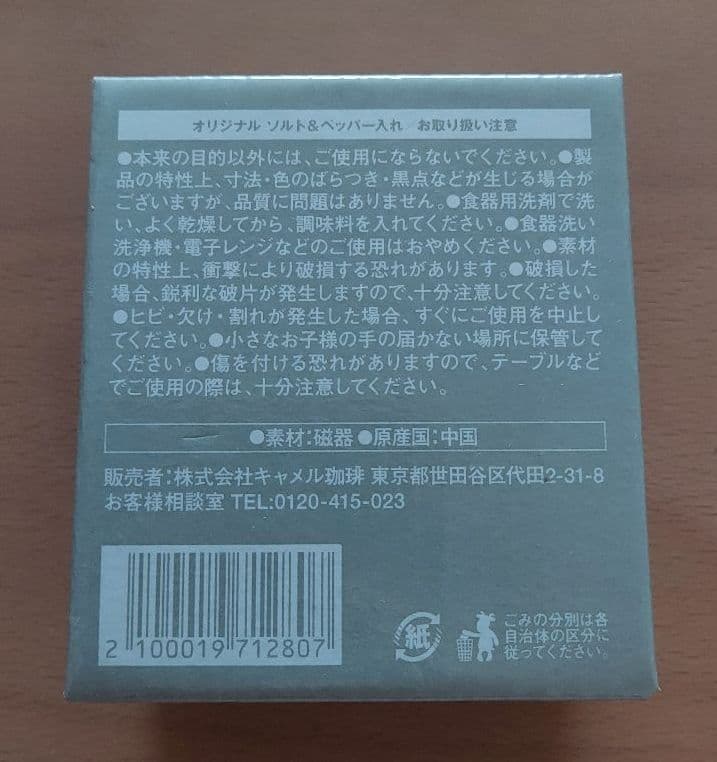 オリジナル ソルト&ペッパー入れ/お取り扱い注意
●本来の目的以外には、ご使用にならないでください。●製
品の特性上、寸法・色のばらつき・黒点などが生じる場合が
ございますが、品質に問題はありません。●食器用洗剤で洗
い、よく乾燥してから、調味料を入れてください。●食器洗い
洗浄機・電子レンジなどのご使用はおやめください。●素材
の特性上、衝撃により破損する恐れがあります。●破損した
場合、鋭利な破片が発生しますので、十分注意してください。
●ヒビ・欠け・割れが発生した場合、すぐにご使用を中止し
てください。●小さなお子様の手の届かない場所に保管して
ください。●傷を付ける恐れがありますので、テーブルなど
でご使用の際は、十分注意してください。
●素材:磁器 ●原産国:中国
販売者:株式会社キャメル珈琲 東京都世田谷区代田2-31-8
お客様相談室 TEL:0120-415-023
2 100019 712807
紙
ごみの分別は各
自治体の区分に
従ってください。